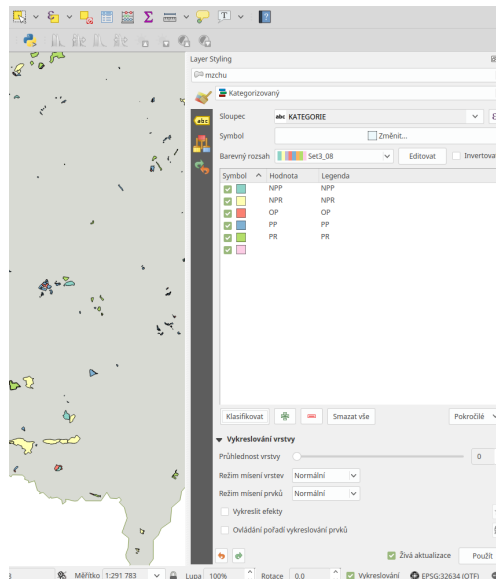 Σ
T
Layer Styling
mzchu
Kategorizovaný
abc
Sloupec abc KATEGORIE
Symbol Změnit...
Barevný rozsah Set3_08 Editovat Invertova
Symbol Hodnota Legenda
NPP NPP
NPR NPR
OP OP
PP PP
PR PR
Klasifikovat Smazat vše Pokročilé
Vykreslování vrstvy
Průhlednost vrstvy 0
Režim mísení vrstev Normální
Režim mísení prvků Normální
Vykreslit efekty
Ovládání pořadí vykreslování prvků
Živá aktualizace Použít
8 Měřítko 1:291 783 Lupa 100% Rotace 0.0 Vykreslování EPSG:32634 (OTF)